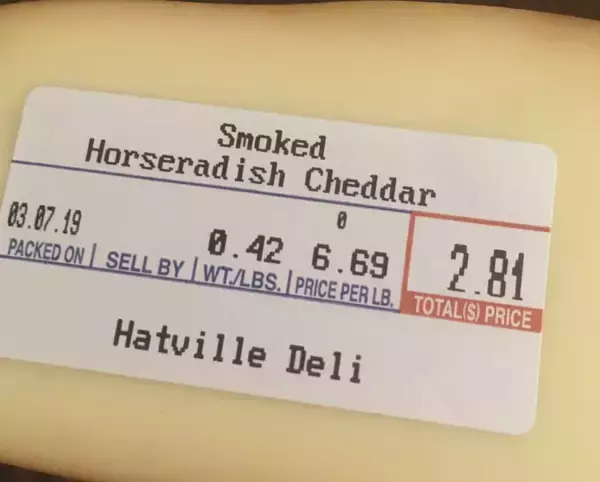 Smoked
Horseradish Cheddar
0
03.07.19 0.42 6.69 2.81
PACKED ON | SELL BY | WT./LBS. | PRICE PER LB. TOTAL($) PRICE
Hatville Deli